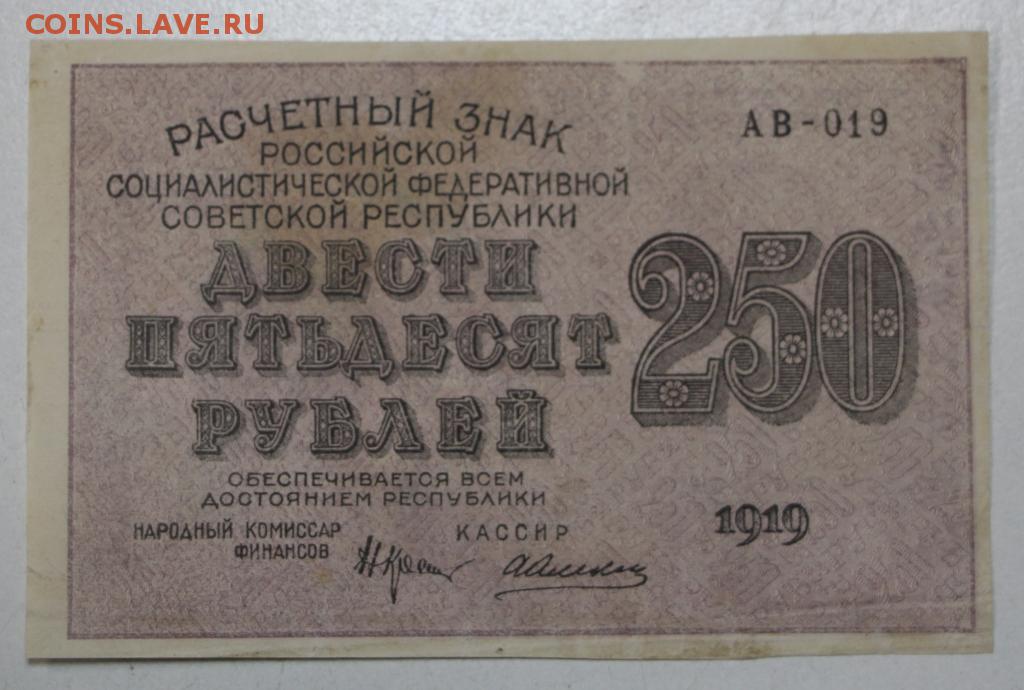 COINS.LAVE.RU
РАСЧЕТНЫЙ ЗНАК
РОССИЙСКОЙ
СОЦИАЛИСТИЧЕСКОЙ ФЕДЕРАТИВНОЙ
СОВЕТСКОЙ РЕСПУБЛИКИ
АВ-019
ДВЕСТИ
ПЯТЬДЕСЯТ
РУБЛЕЙ
250
ОБЕСПЕЧИВАЕТСЯ ВСЕМ
ДОСТОЯНИЕМ РЕСПУБЛИКИ
НАРОДНЫЙ КОМИССАР
ФИНАНСОВ
КАССИР
1919